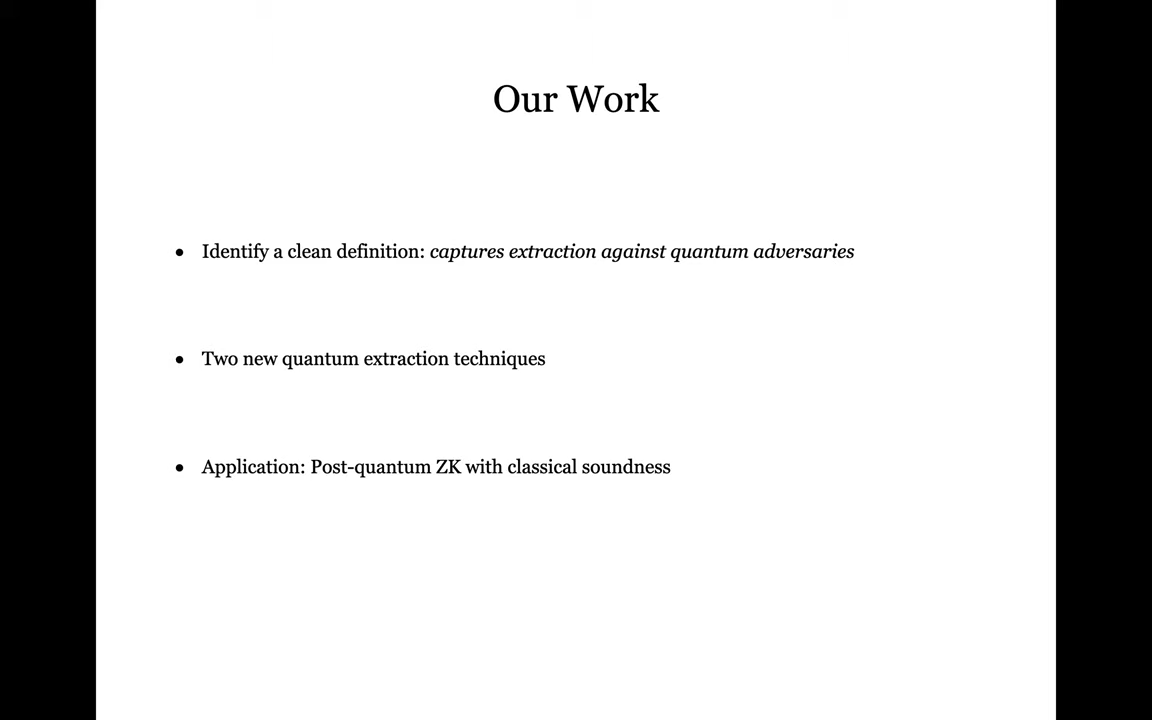 Our Work
• Identify a clean definition: captures extraction against quantum adversaries
• Two new quantum extraction techniques
• Application: Post-quantum ZK with classical soundness